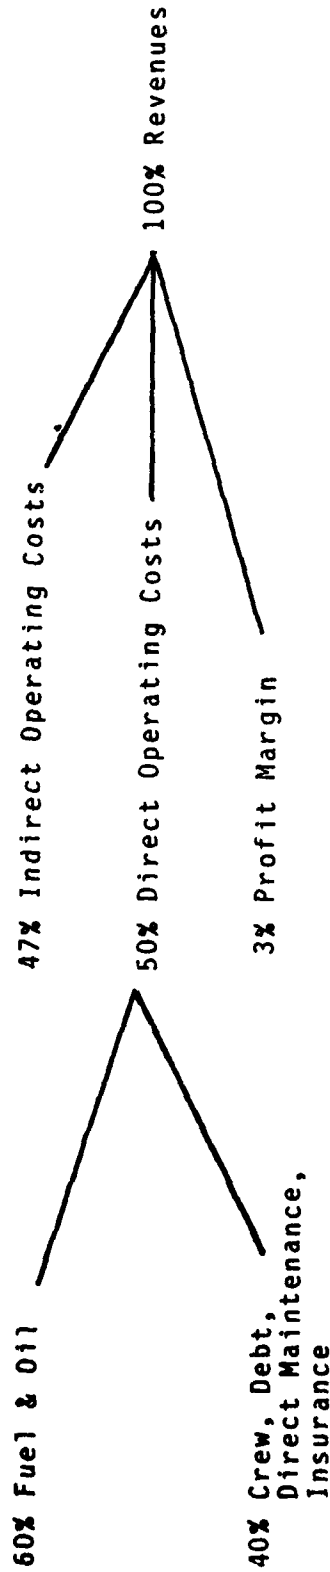 60% Fuel & Oil
40% Crew, Debt,
Direct Maintenance,
Insurance
47% Indirect Operating Costs
50% Direct Operating Costs
3% Profit Margin
100% Revenues